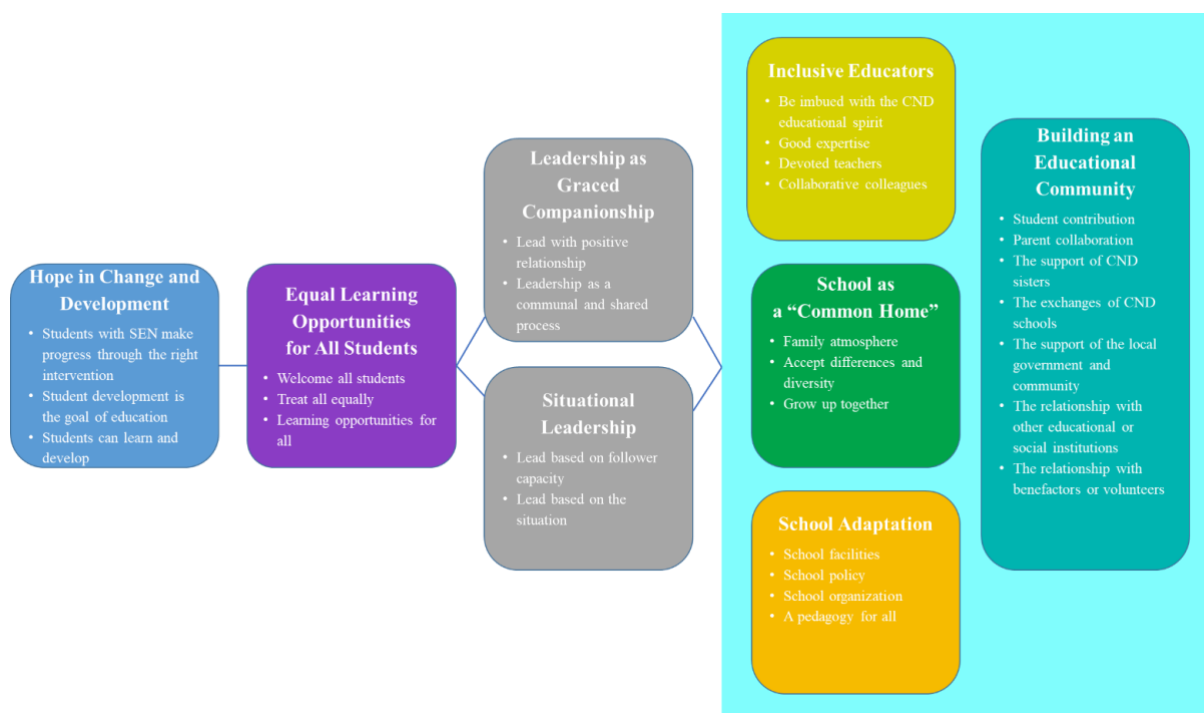 Hope in Change and
Development
• Students with SEN make
progress through the right
intervention
• Student development is
the goal of education
• Students can learn and
develop
Equal Learning
Opportunities
for All Students
• Welcome all students
• Treat all equally
• Learning opportunities for
all
Leadership as
Graced
Companionship
• Lead with positive
relationship
• Leadership as a
communal and shared
process
Situational
Leadership
• Lead based on follower
capacity
• Lead based on the
situation
Inclusive Educators
• Be imbued with the CND
educational spirit
• Good expertise
• Devoted teachers
• Collaborative colleagues
School as
a “Common Home”
• Family atmosphere
• Accept differences and
diversity
• Grow up together
School Adaptation
• School facilities
• School policy
• School organization
• A pedagogy for all
Building an
Educational
Community
• Student contribution
• Parent collaboration
• The support of CND
sisters
• The exchanges of CND
schools
• The support of the local
government and
community
• The relationship with
other educational or
social institutions
• The relationship with
benefactors or volunteers